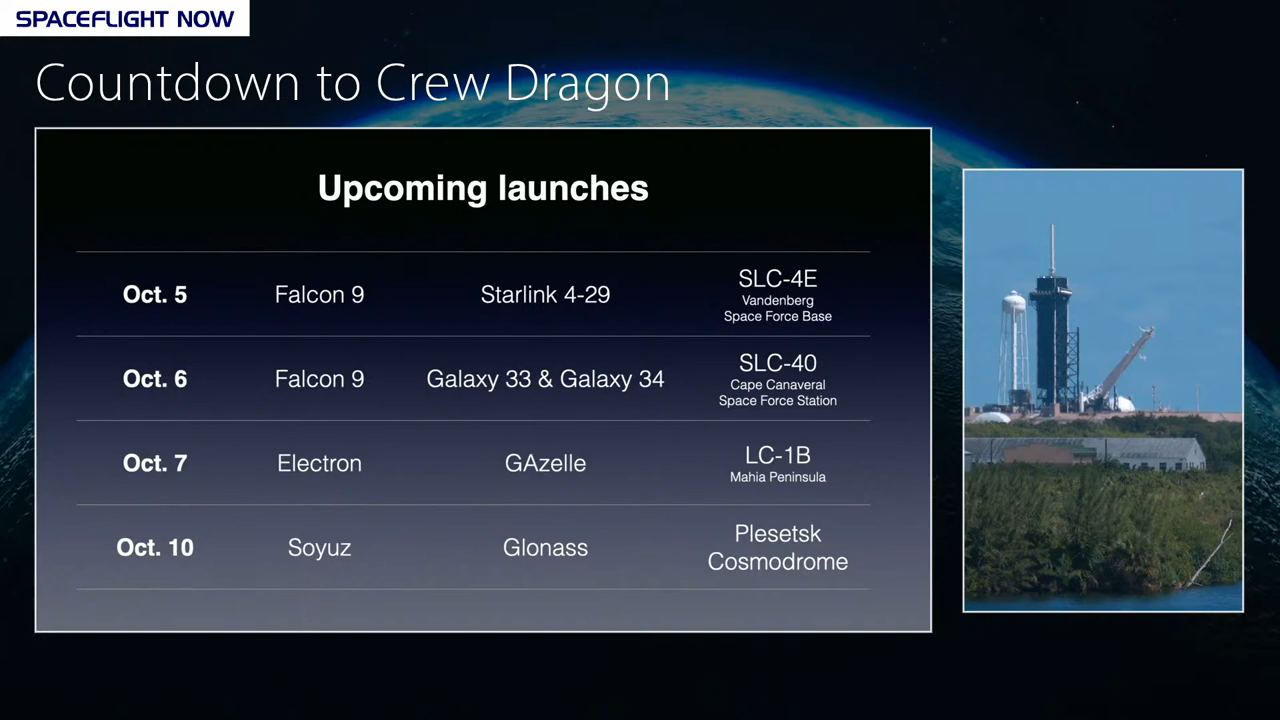 SPACEFLIGHT NOW
Countdown to Crew Dragon
Upcoming launches
Oct. 5 Falcon 9 Starlink 4-29 SLC-4E
Vandenberg
Space Force Base
Oct. 6 Falcon 9 Galaxy 33 & Galaxy 34 SLC-40
Cape Canaveral
Space Force Station
Oct. 7 Electron GAzelle LC-1B
Mahia Peninsula
Oct. 10 Soyuz Glonass Plesetsk
Cosmodrome